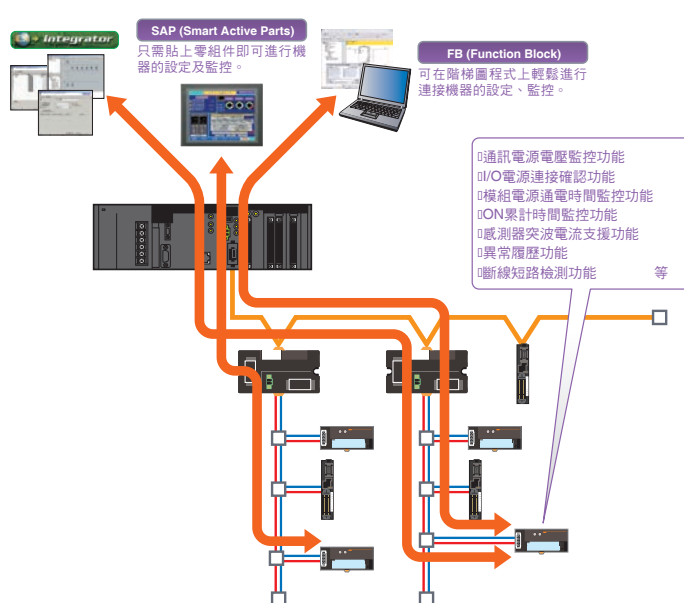 Integrator
SAP (Smart Active Parts)
只需貼上零組件即可進行機
器的設定及監控。
FB (Function Block)
可在階梯圖程式上輕鬆進行
連接機器的設定、監控。
▯通訊電源電壓監控功能
▯I/O電源連接確認功能
▯模組電源通電時間監控功能
▯ON累計時間監控功能
▯感測器突波電流支援功能
▯異常履歷功能
▯斷線短路檢測功能 等